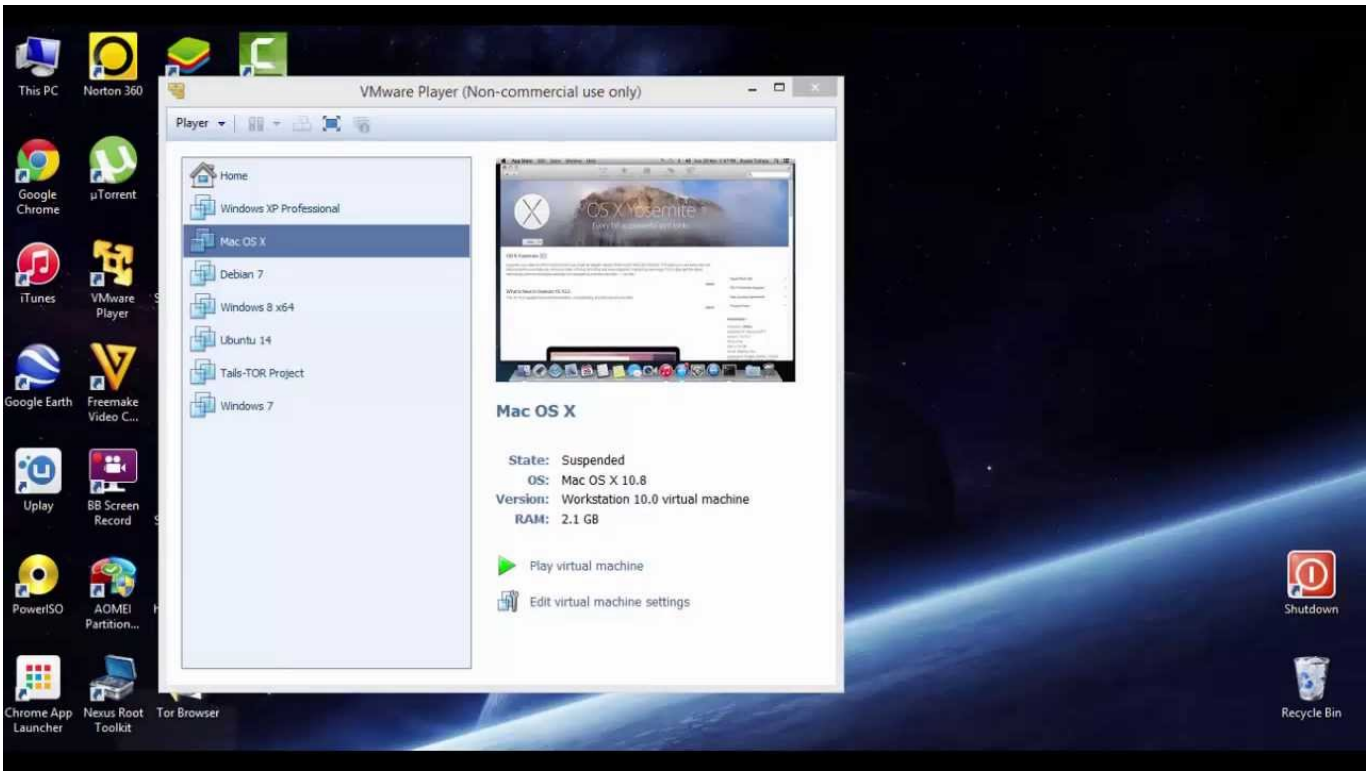 This PC
Norton 360
Google
Chrome
µTorrent
iTunes
VMware
Player
Google Earth
Freemake
Video C...
Uplay
BB Screen
Record
PowerISO
AOMEI
Partition...
Chrome App
Launcher
Nexus Root
Toolkit
Tor Browser
VMware Player (Non-commercial use only)
Player
Home
Windows XP Professional
Mac OS X
Debian 7
Windows 8 x64
Ubuntu 14
Tails-TOR Project
Windows 7
OS X Yosemite
Mac OS X
State: Suspended
OS: Mac OS X 10.8
Version: Workstation 10.0 virtual machine
RAM: 2.1 GB
Play virtual machine
Edit virtual machine settings
Shutdown
Recycle Bin